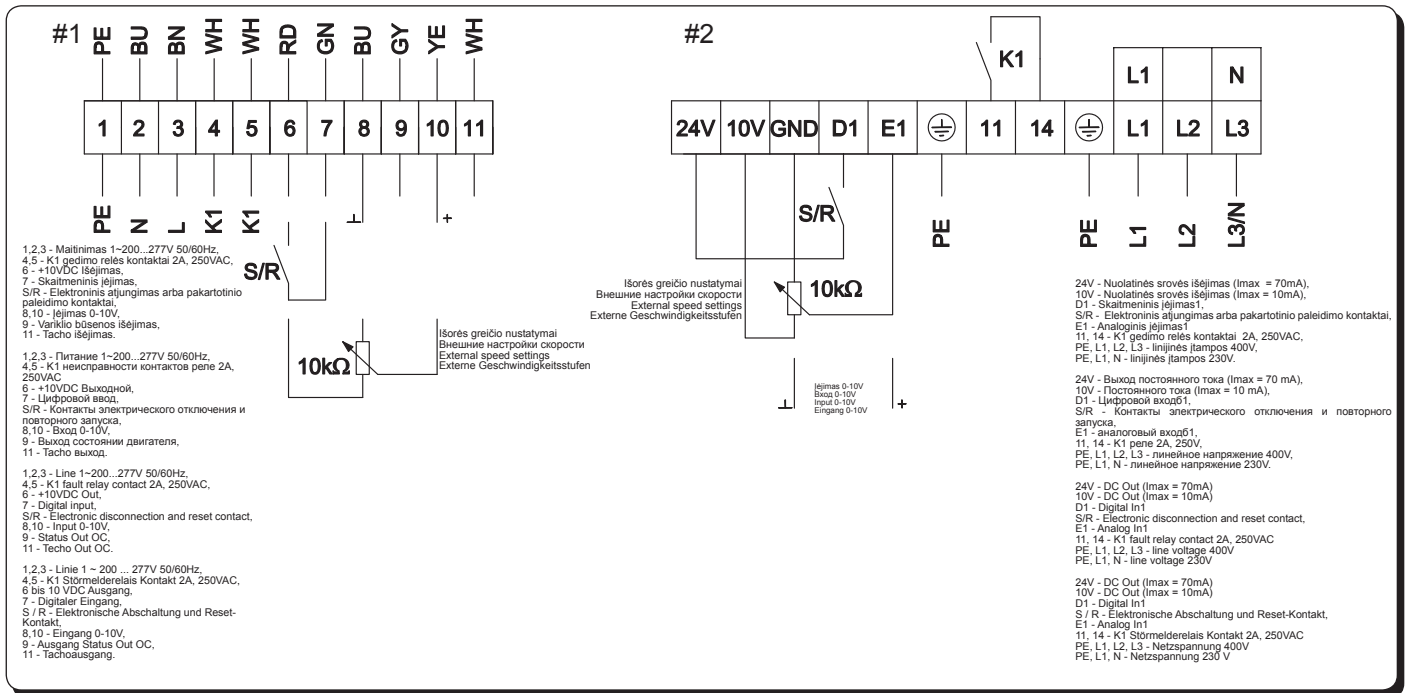 #1
PE BU BN WH WH RD GN BU GY YE WH
1 2 3 4 5 6 7 8 9 10 11
PE N L K1 K1 ⊥ +
S/R
10kΩ
Išorės greičio nustatymai
Внешние настройки скорости
External speed settings
Externe Geschwindigkeitsstufen
1,2,3 - Maitinimas 1~200...277V 50/60Hz,
4,5 - K1 gedimo relės kontaktai 2A, 250VAC,
6 - +10VDC Išėjimas,
7 - Skaitmeninis įėjimas,
S/R - Elektroninis atjungimas arba pakartotinio
paleidimo kontaktai,
8,10 - Įėjimas 0-10V,
9 - Variklio būsenos išėjimas,
11 - Tacho išėjimas.
1,2,3 - Питание 1~200...277V 50/60Hz,
4,5 - K1 неисправности контактов реле 2A,
250VAC
6 - +10VDC Выходной,
7 - Цифровой ввод,
S/R - Контакты электрического отключения и
повторного запуска,
8,10 - Вход 0-10V,
9 - Выход состоянии двигателя,
11 - Tachо выход.
1,2,3 - Line 1~200...277V 50/60Hz,
4,5 - K1 fault relay contact 2A, 250VAC,
6 - +10VDC Out,
7 - Digital input,
S/R - Electronic disconnection and reset contact,
8,10 - Input 0-10V,
9 - Status Out OC,
11 - Techo Out OC.
1,2,3 - Linie 1 ~ 200 ... 277V 50/60Hz,
4,5 - K1 Störmelderelais Kontakt 2A, 250VAC,
6 bis 10 VDC Ausgang,
7 - Digitaler Eingang,
S / R - Elektronische Abschaltung und Reset-
Kontakt,
8,10 - Eingang 0-10V,
9 - Ausgang Status Out OC,
11 - Tachoausgang.
#2
K1
L1 N
24V 10V GND D1 E1 11 14 L1 L2 L3
S/R
PE PE L1 L2 L3/N
Išorės greičio nustatymai
Внешние настройки скорости
External speed settings
Externe Geschwindigkeitsstufen
10kΩ
Įėjimas 0-10V
Вход 0-10V
Input 0-10V
Eingang 0-10V
⊥ +
24V - Nuolatinės srovės išėjimas (Imax = 70mA),
10V - Nuolatinės srovės išėjimas (Imax = 10mA),
D1 - Skaitmeninis įėjimas1,
S/R - Elektroninis atjungimas arba pakartotinio paleidimo kontaktai,
E1 - Analoginis įėjimas1
11, 14 - K1 gedimo relės kontaktai 2A, 250VAC,
PE, L1, L2, L3 - linijinės įtampos 400V,
PE, L1, N - linijinės įtampos 230V.
24V - Выход постоянного тока (Imax = 70 mA),
10V - Постоянного тока (Imax = 10 mA),
D1 - Цифровой входб1,
S/R - Контакты электрического отключения и повторного
запуска,
E1 - аналоговый входб1,
11, 14 - K1 реле 2A, 250V,
PE, L1, L2, L3 - линейное напряжение 400V,
PE, L1, N - линейное напряжение 230V.
24V - DC Out (Imax = 70mA)
10V - DC Out (Imax = 10mA)
D1 - Digital In1
S/R - Electronic disconnection and reset contact,
E1 - Analog In1
11, 14 - K1 fault relay contact 2A, 250VAC
PE, L1, L2, L3 - line voltage 400V
PE, L1, N - line voltage 230V
24V - DC Out (Imax = 70mA)
10V - DC Out (Imax = 10mA)
D1 - Digital In1
S / R - Elektronische Abschaltung und Reset-Kontakt,
E1 - Analog In1
11, 14 - K1 Störmelderelais Kontakt 2A, 250VAC
PE, L1, L2, L3 - Netzspannung 400V
PE, L1, N - Netzspannung 230 V